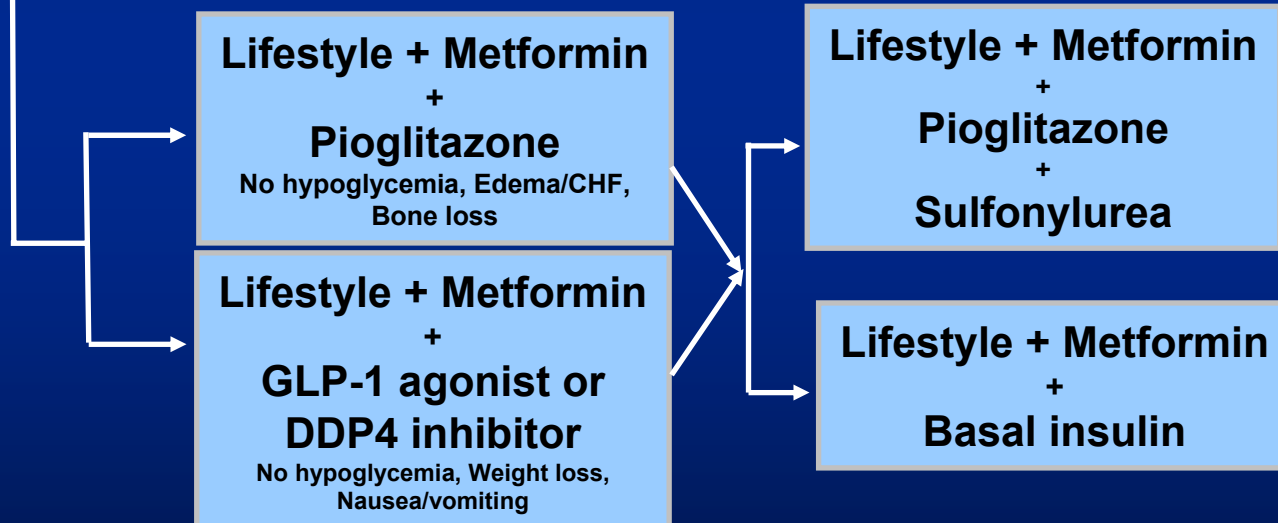 Lifestyle + Metformin
+
Pioglitazone
No hypoglycemia, Edema/CHF,
Bone loss
Lifestyle + Metformin
+
GLP-1 agonist or
DDP4 inhibitor
No hypoglycemia, Weight loss,
Nausea/vomiting
Lifestyle + Metformin
+
Pioglitazone
+
Sulfonylurea
Lifestyle + Metformin
+
Basal insulin